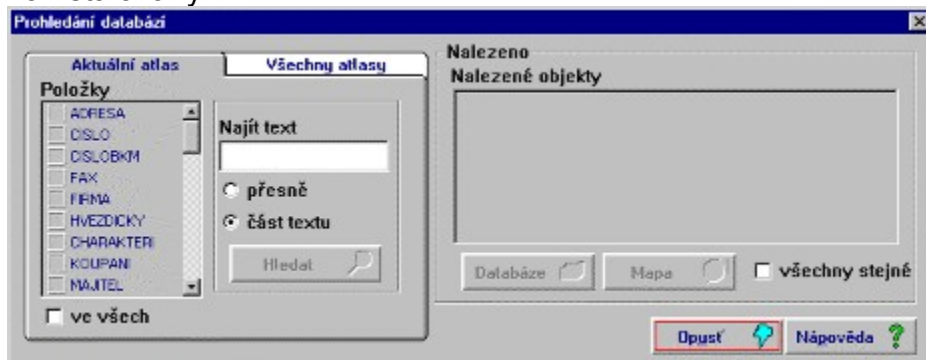 Prohledání databází
Aktuální atlas
Všechny atlasy
Položky
ADRESA
CISLO
CISLOBKM
FAX
FIRMA
HVEZDICKY
CHARAKTERI
KOUPANI
MAJITEL
ve všech
Najít text
přesně
část textu
Hledat
Nalezeno
Nalezené objekty
Databáze
Mapa
všechny stejné
Opusť
Nápověda